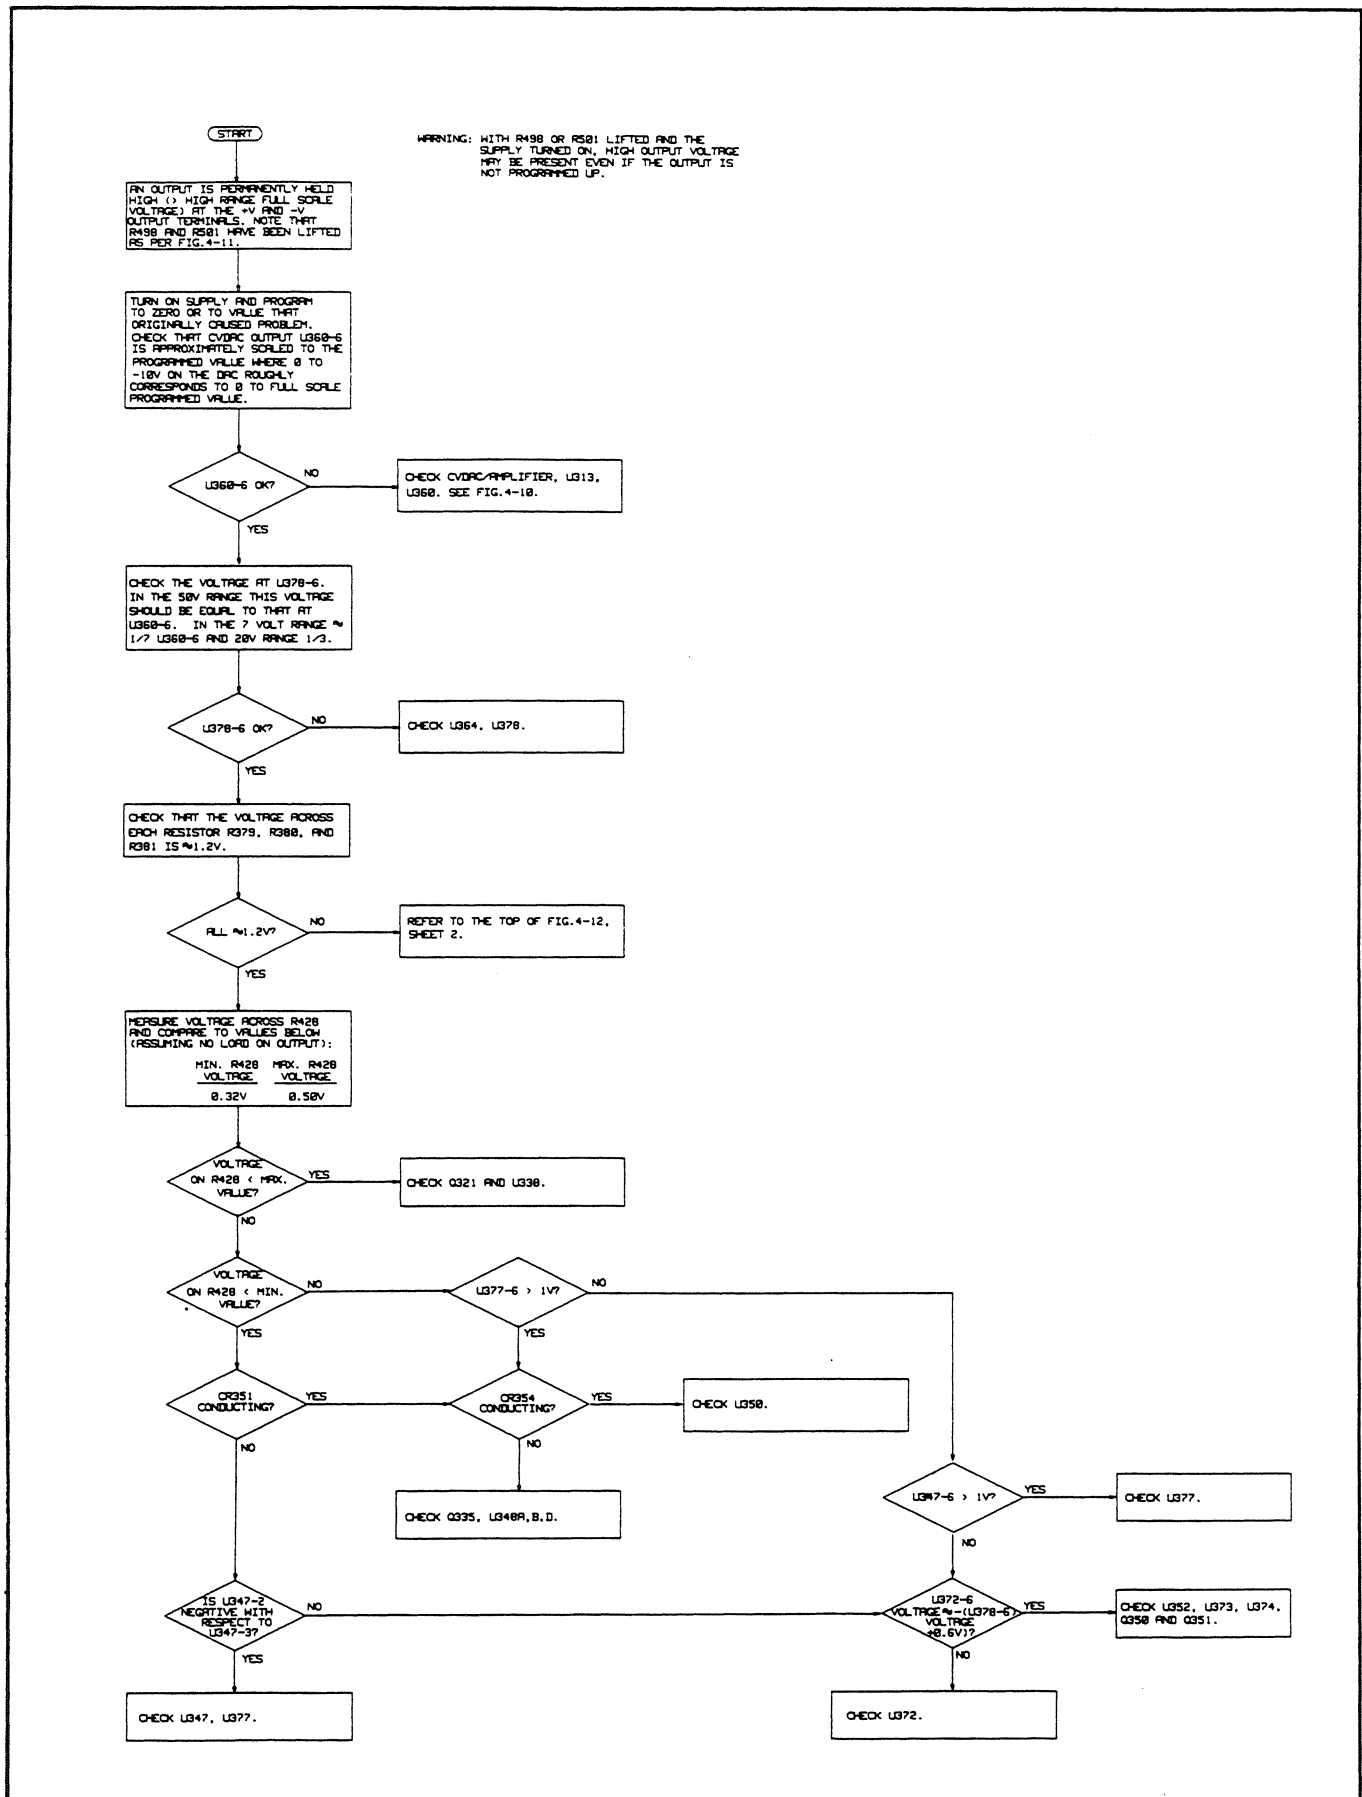 START
WARNING: WITH R498 OR R501 LIFTED AND THE
SUPPLY TURNED ON, HIGH OUTPUT VOLTAGE
MAY BE PRESENT EVEN IF THE OUTPUT IS
NOT PROGRAMMED UP.
AN OUTPUT IS PERMANENTLY HELD
HIGH (> HIGH RANGE FULL SCALE
VOLTAGE) AT THE +V AND -V
OUTPUT TERMINALS. NOTE THAT
R498 AND R501 HAVE BEEN LIFTED
AS PER FIG.4-11.
TURN ON SUPPLY AND PROGRAM
TO ZERO OR TO VALUE THAT
ORIGINALLY CAUSED PROBLEM.
CHECK THAT CVDAC OUTPUT U360-6
IS APPROXIMATELY SCALED TO THE
PROGRAMMED VALUE WHERE 0 TO
-10V ON THE DAC ROUGHLY
CORRESPONDS TO 0 TO FULL SCALE
PROGRAMMED VALUE.
U360-6 OK?
NO
CHECK CVDAC/AMPLIFIER, U313,
U360. SEE FIG.4-10.
YES
CHECK THE VOLTAGE AT U378-6.
IN THE 50V RANGE THIS VOLTAGE
SHOULD BE EQUAL TO THAT AT
U360-6. IN THE 7 VOLT RANGE ≈
1/7 U360-6 AND 20V RANGE 1/3.
U378-6 OK?
NO
CHECK U364, U378.
YES
CHECK THAT THE VOLTAGE ACROSS
EACH RESISTOR R379, R380, AND
R381 IS ≈1.2V.
ALL ≈1.2V?
NO
REFER TO THE TOP OF FIG.4-12,
SHEET 2.
YES
MEASURE VOLTAGE ACROSS R428
AND COMPARE TO VALUES BELOW
(ASSUMING NO LOAD ON OUTPUT):
MIN. R428 MAX. R428
VOLTAGE VOLTAGE
0.32V 0.50V
VOLTAGE
ON R428 < MAX.
VALUE?
YES
CHECK Q321 AND U338.
NO
VOLTAGE
ON R428 < MIN.
VALUE?
NO
U377-6 > 1V?
NO
YES
YES
CR351
CONDUCTING?
YES
CR354
CONDUCTING?
YES
CHECK U350.
NO
NO
CHECK Q335, U348A,B,D.
U347-6 > 1V?
YES
CHECK U377.
NO
IS U347-2
NEGATIVE WITH
RESPECT TO
U347-3?
NO
U372-6
VOLTAGE ≈-(U378-6)
VOLTAGE
+0.6V)?
YES
CHECK U352, U373, U374,
Q350 AND Q351.
YES
NO
CHECK U347, U377.
CHECK U372.